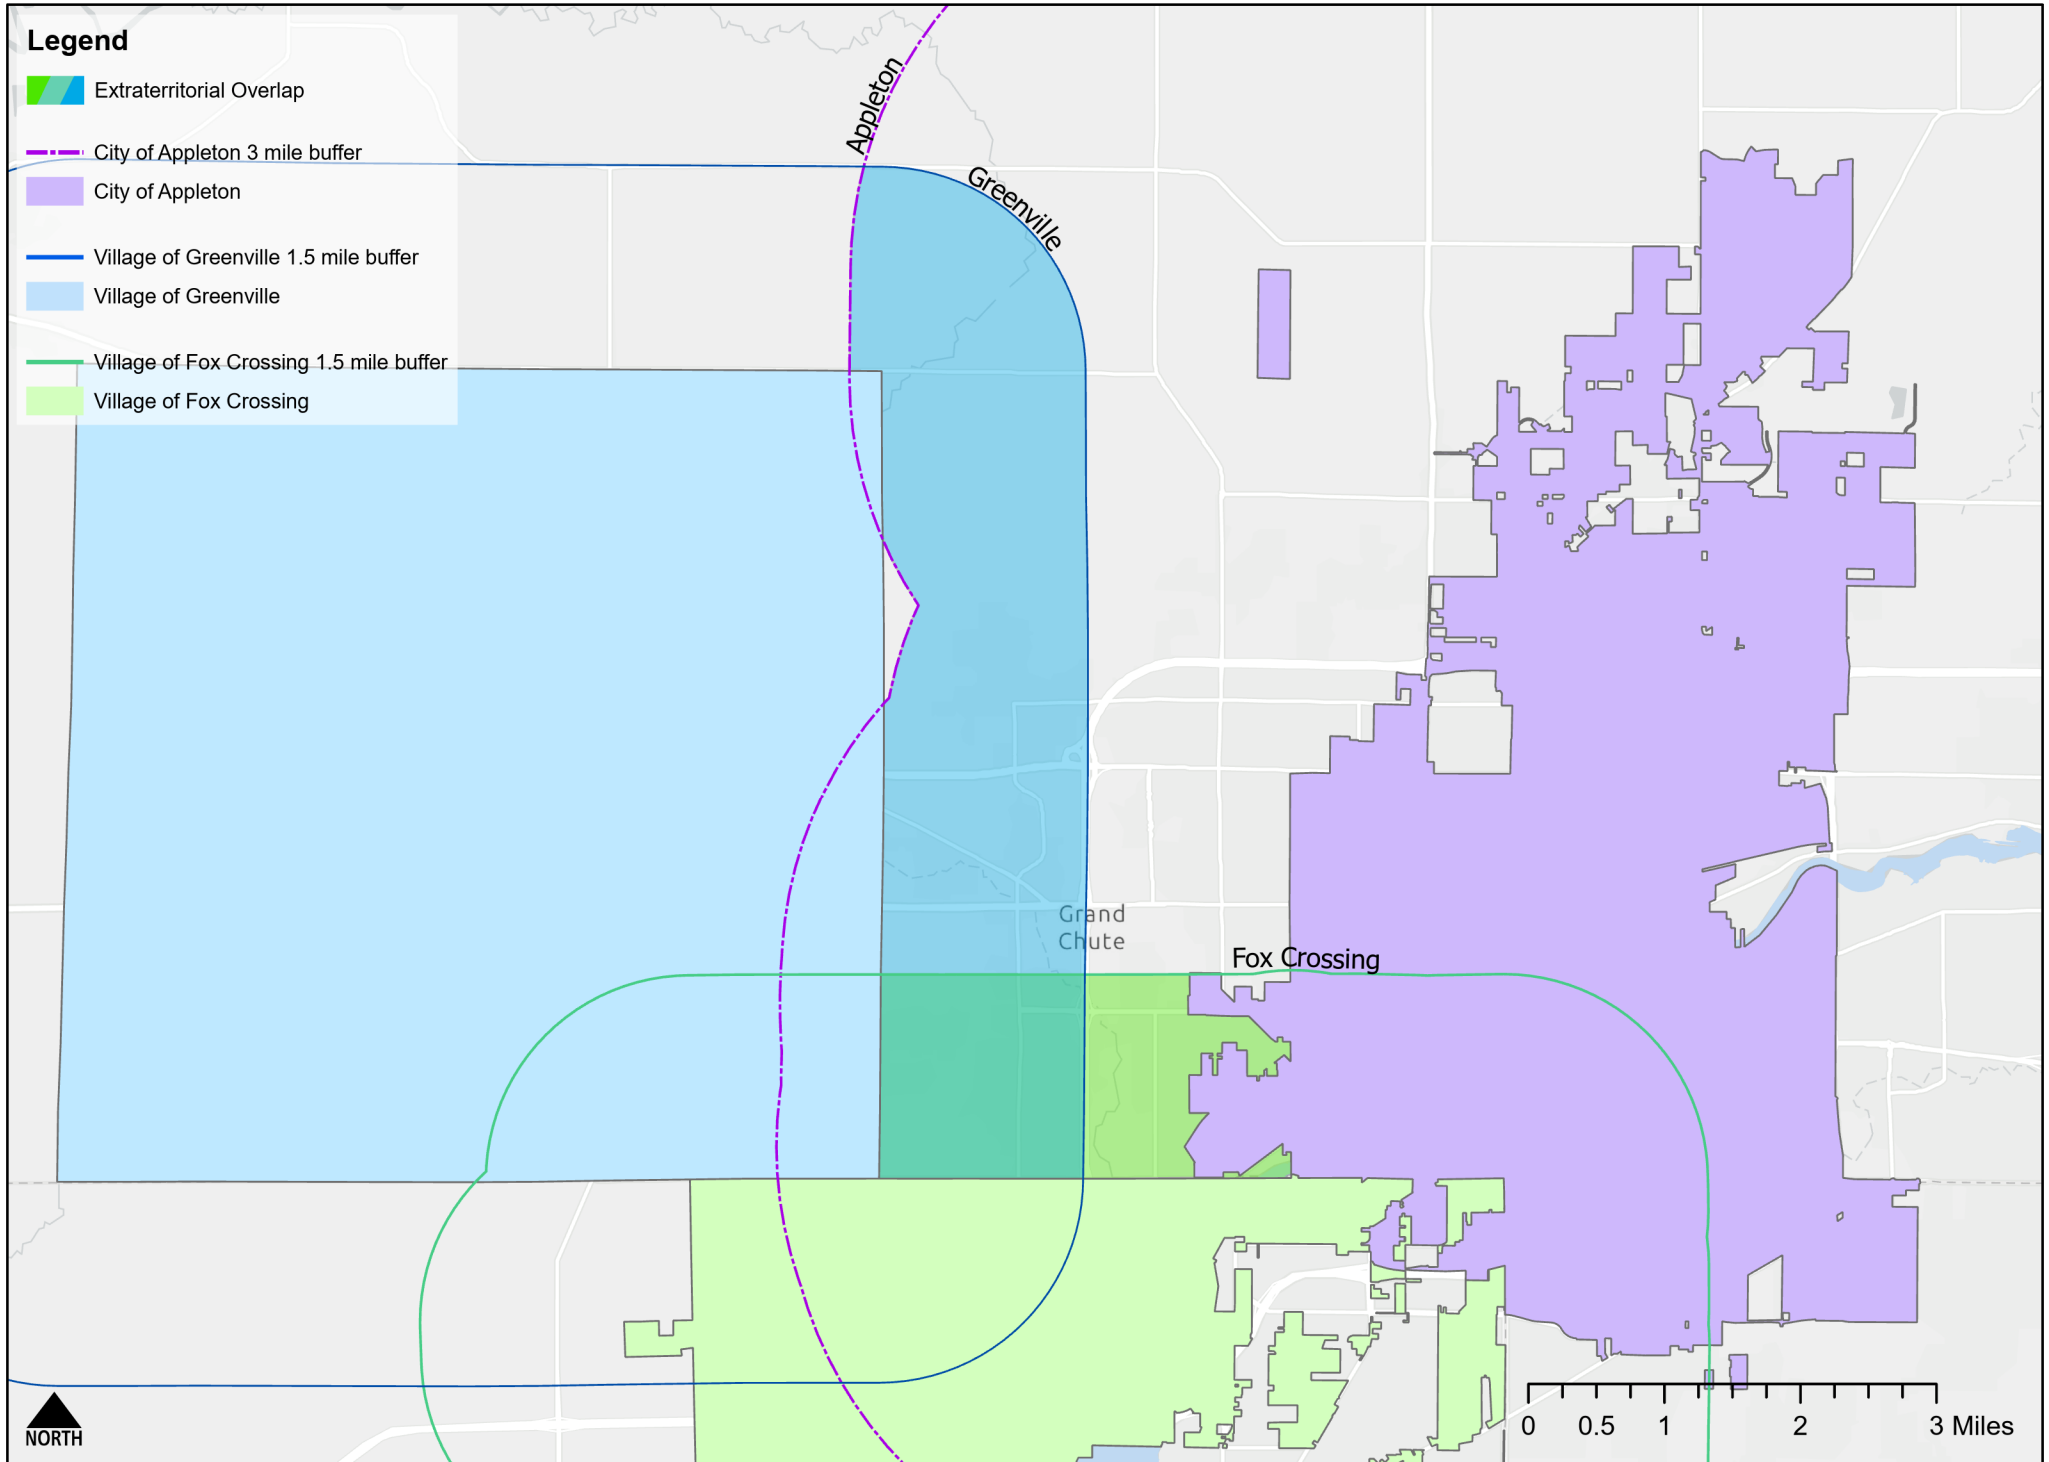 Legend
Extraterritorial Overlap
City of Appleton 3 mile buffer
City of Appleton
Village of Greenville 1.5 mile buffer
Village of Greenville
Village of Fox Crossing 1.5 mile buffer
Village of Fox Crossing
Appleton
Greenville
Grand
Chute
Fox Crossing
NORTH
0 0.5 1 2 3 Miles